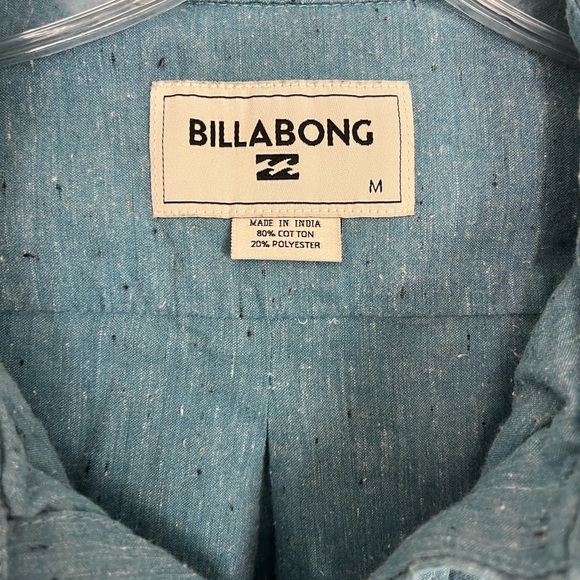 BILLABONG
M
MADE IN INDIA
80% COTTON
20% POLYESTER